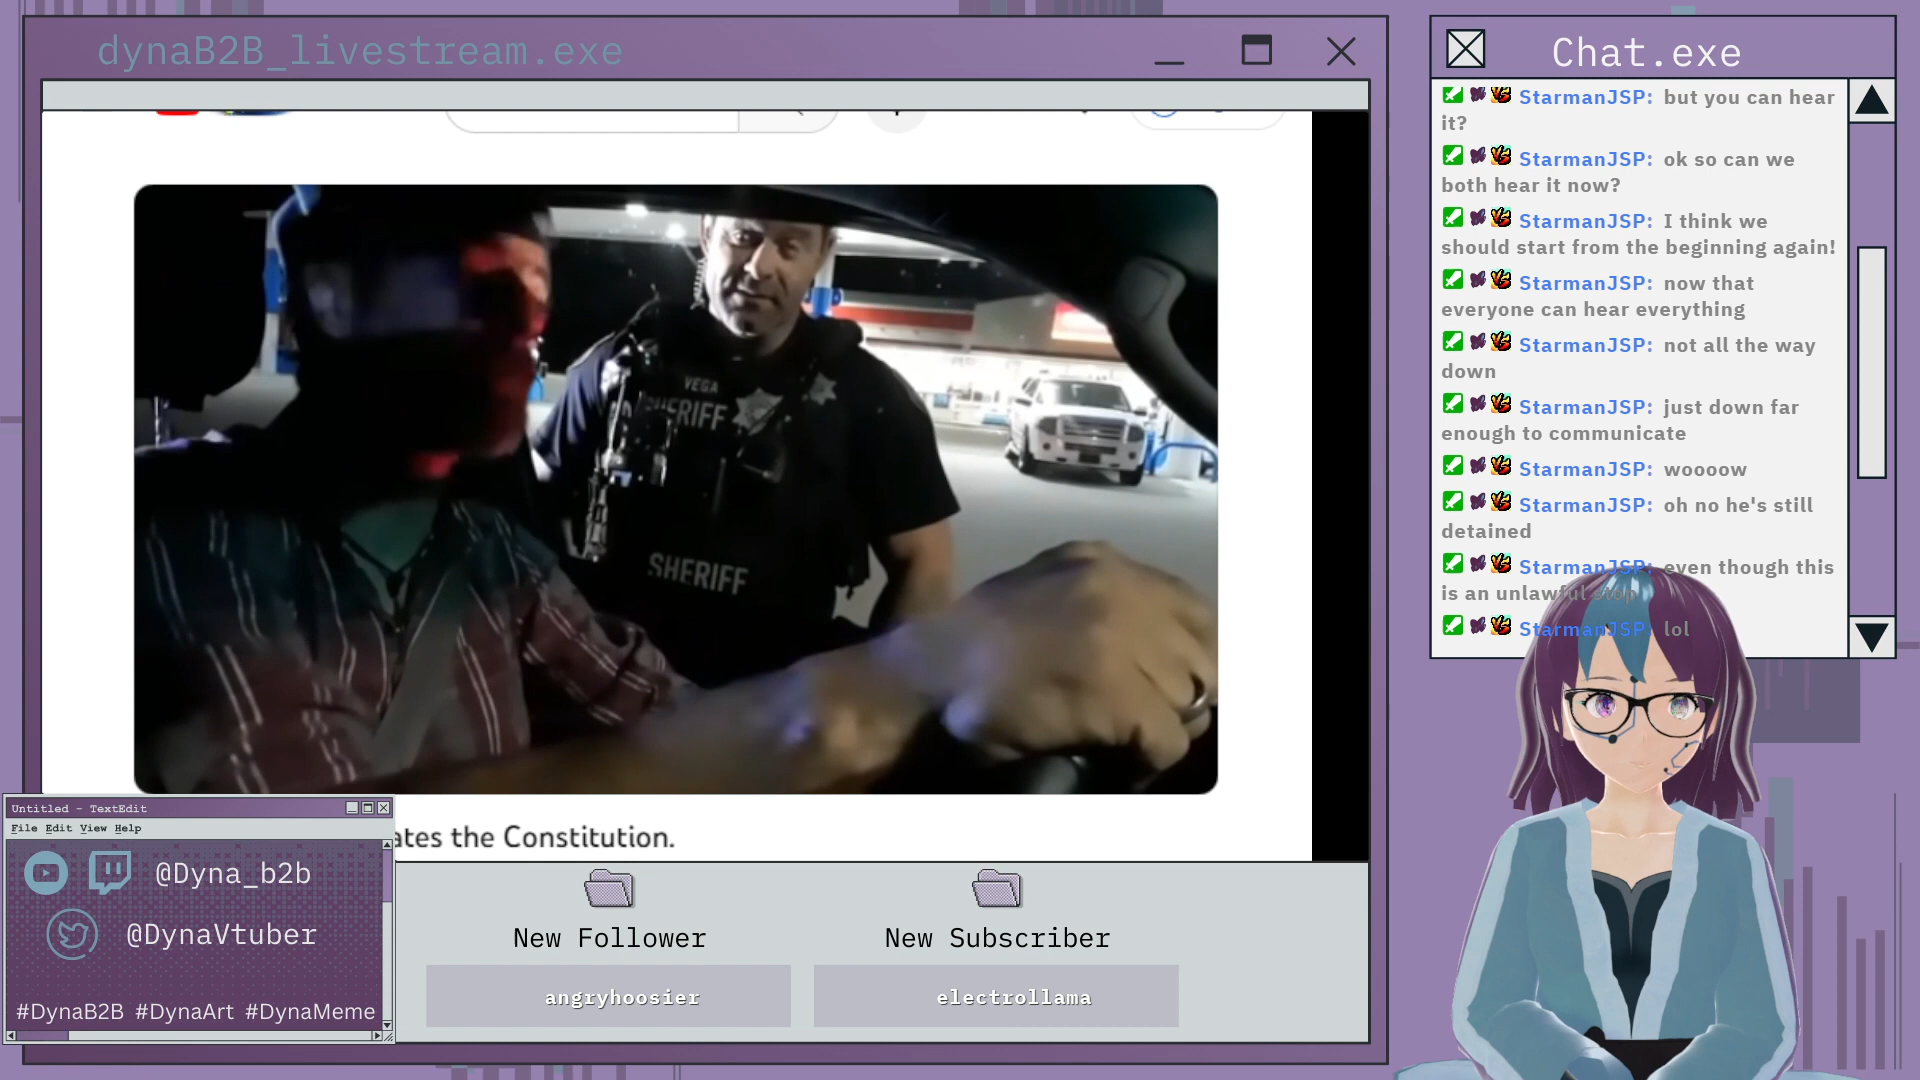 dynaB2B_livestream.exe
Chat.exe
StarmanJSP: but you can hear
it?
StarmanJSP: ok so can we
both hear it now?
StarmanJSP: I think we
should start from the beginning again!
StarmanJSP: now that
everyone can hear everything
StarmanJSP: not all the way
down
StarmanJSP: just down far
enough to communicate
StarmanJSP: woooow
StarmanJSP: oh no he's still
detained
StarmanJSP: even though this
is an unlawful stop
StarmanJSP: lol
VEGA
SHERIFF
SHERIFF
ates the Constitution.
Untitled - TextEdit
File Edit View Help
@Dyna_b2b
@DynaVtuber
#DynaB2B #DynaArt #DynaMeme
New Follower
angryhoosier
New Subscriber
electrollama